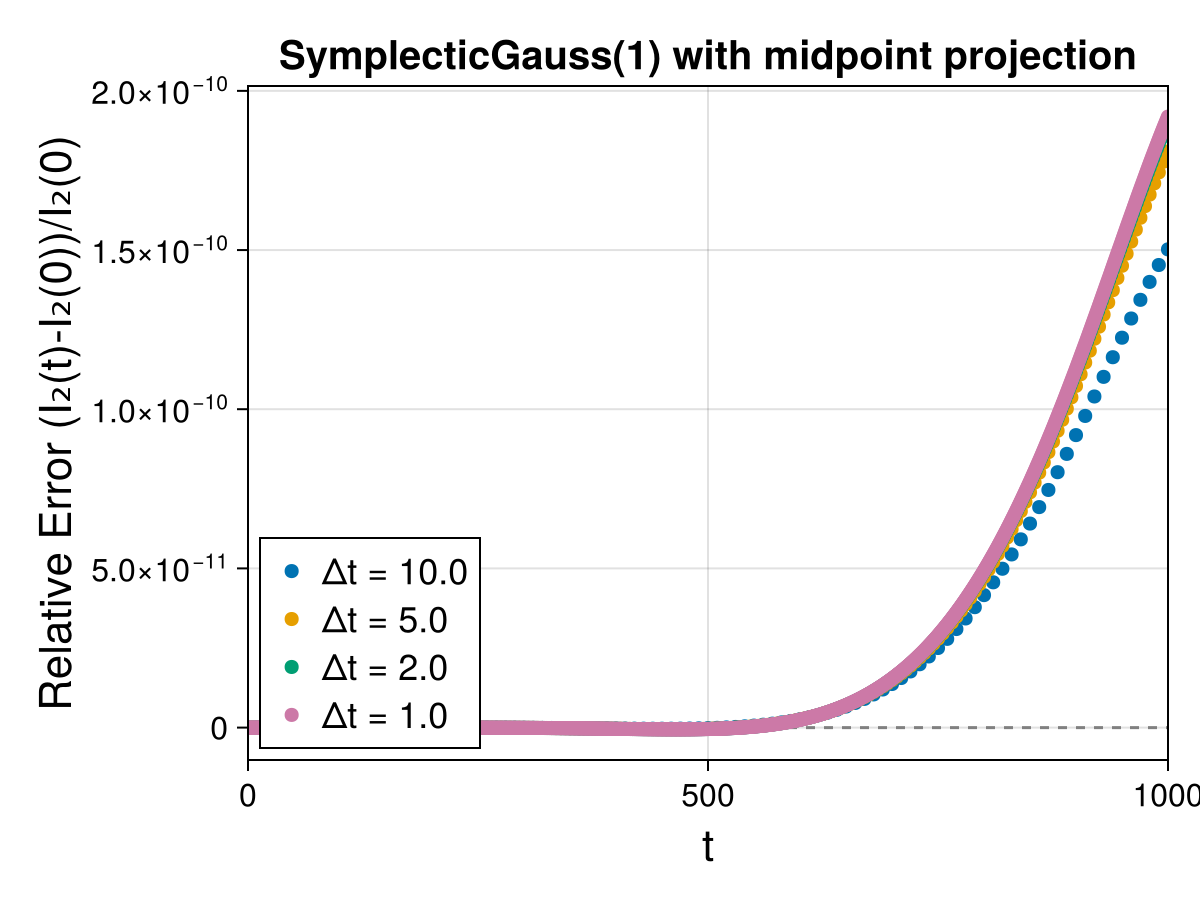 SymplecticGauss(1) with midpoint projection
Relative Error (I₂(t)-I₂(0))/I₂(0)
2.0×10⁻¹⁰
1.5×10⁻¹⁰
1.0×10⁻¹⁰
5.0×10⁻¹¹
0
Δt = 10.0
Δt = 5.0
Δt = 2.0
Δt = 1.0
0 500 1000
t